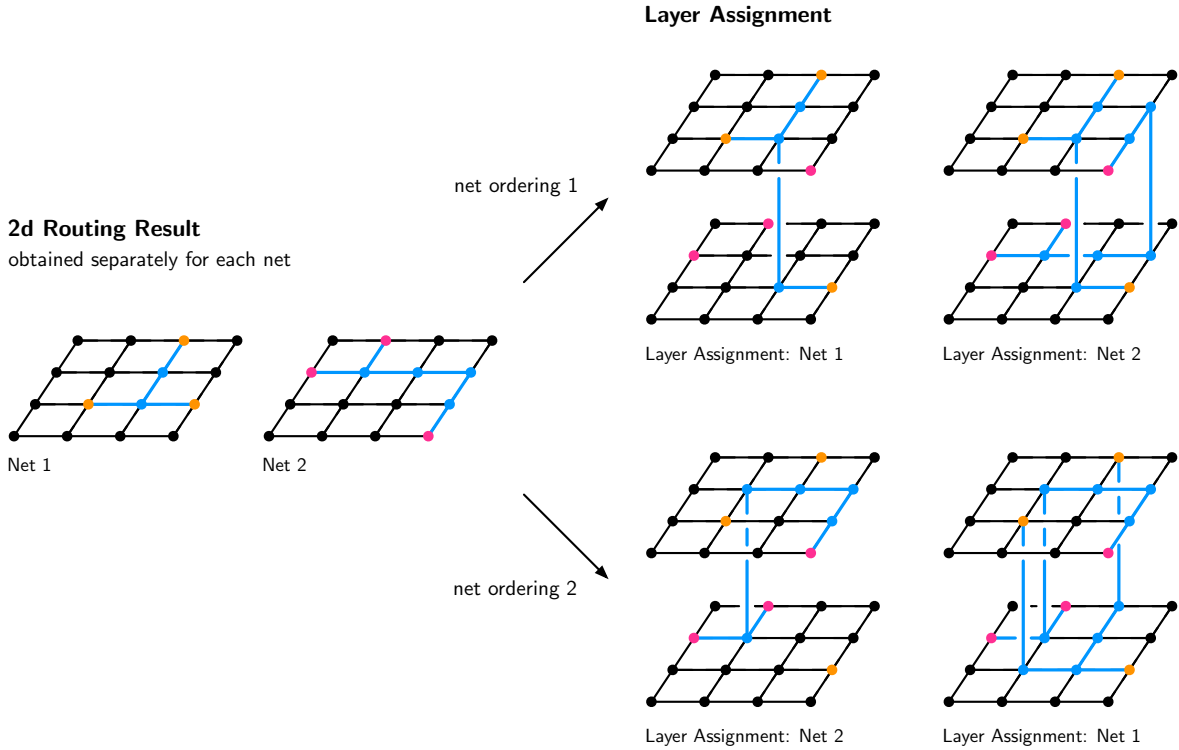 Layer Assignment
net ordering 1
2d Routing Result
obtained separately for each net
Layer Assignment: Net 1
Layer Assignment: Net 2
Net 1
Net 2
net ordering 2
Layer Assignment: Net 2
Layer Assignment: Net 1